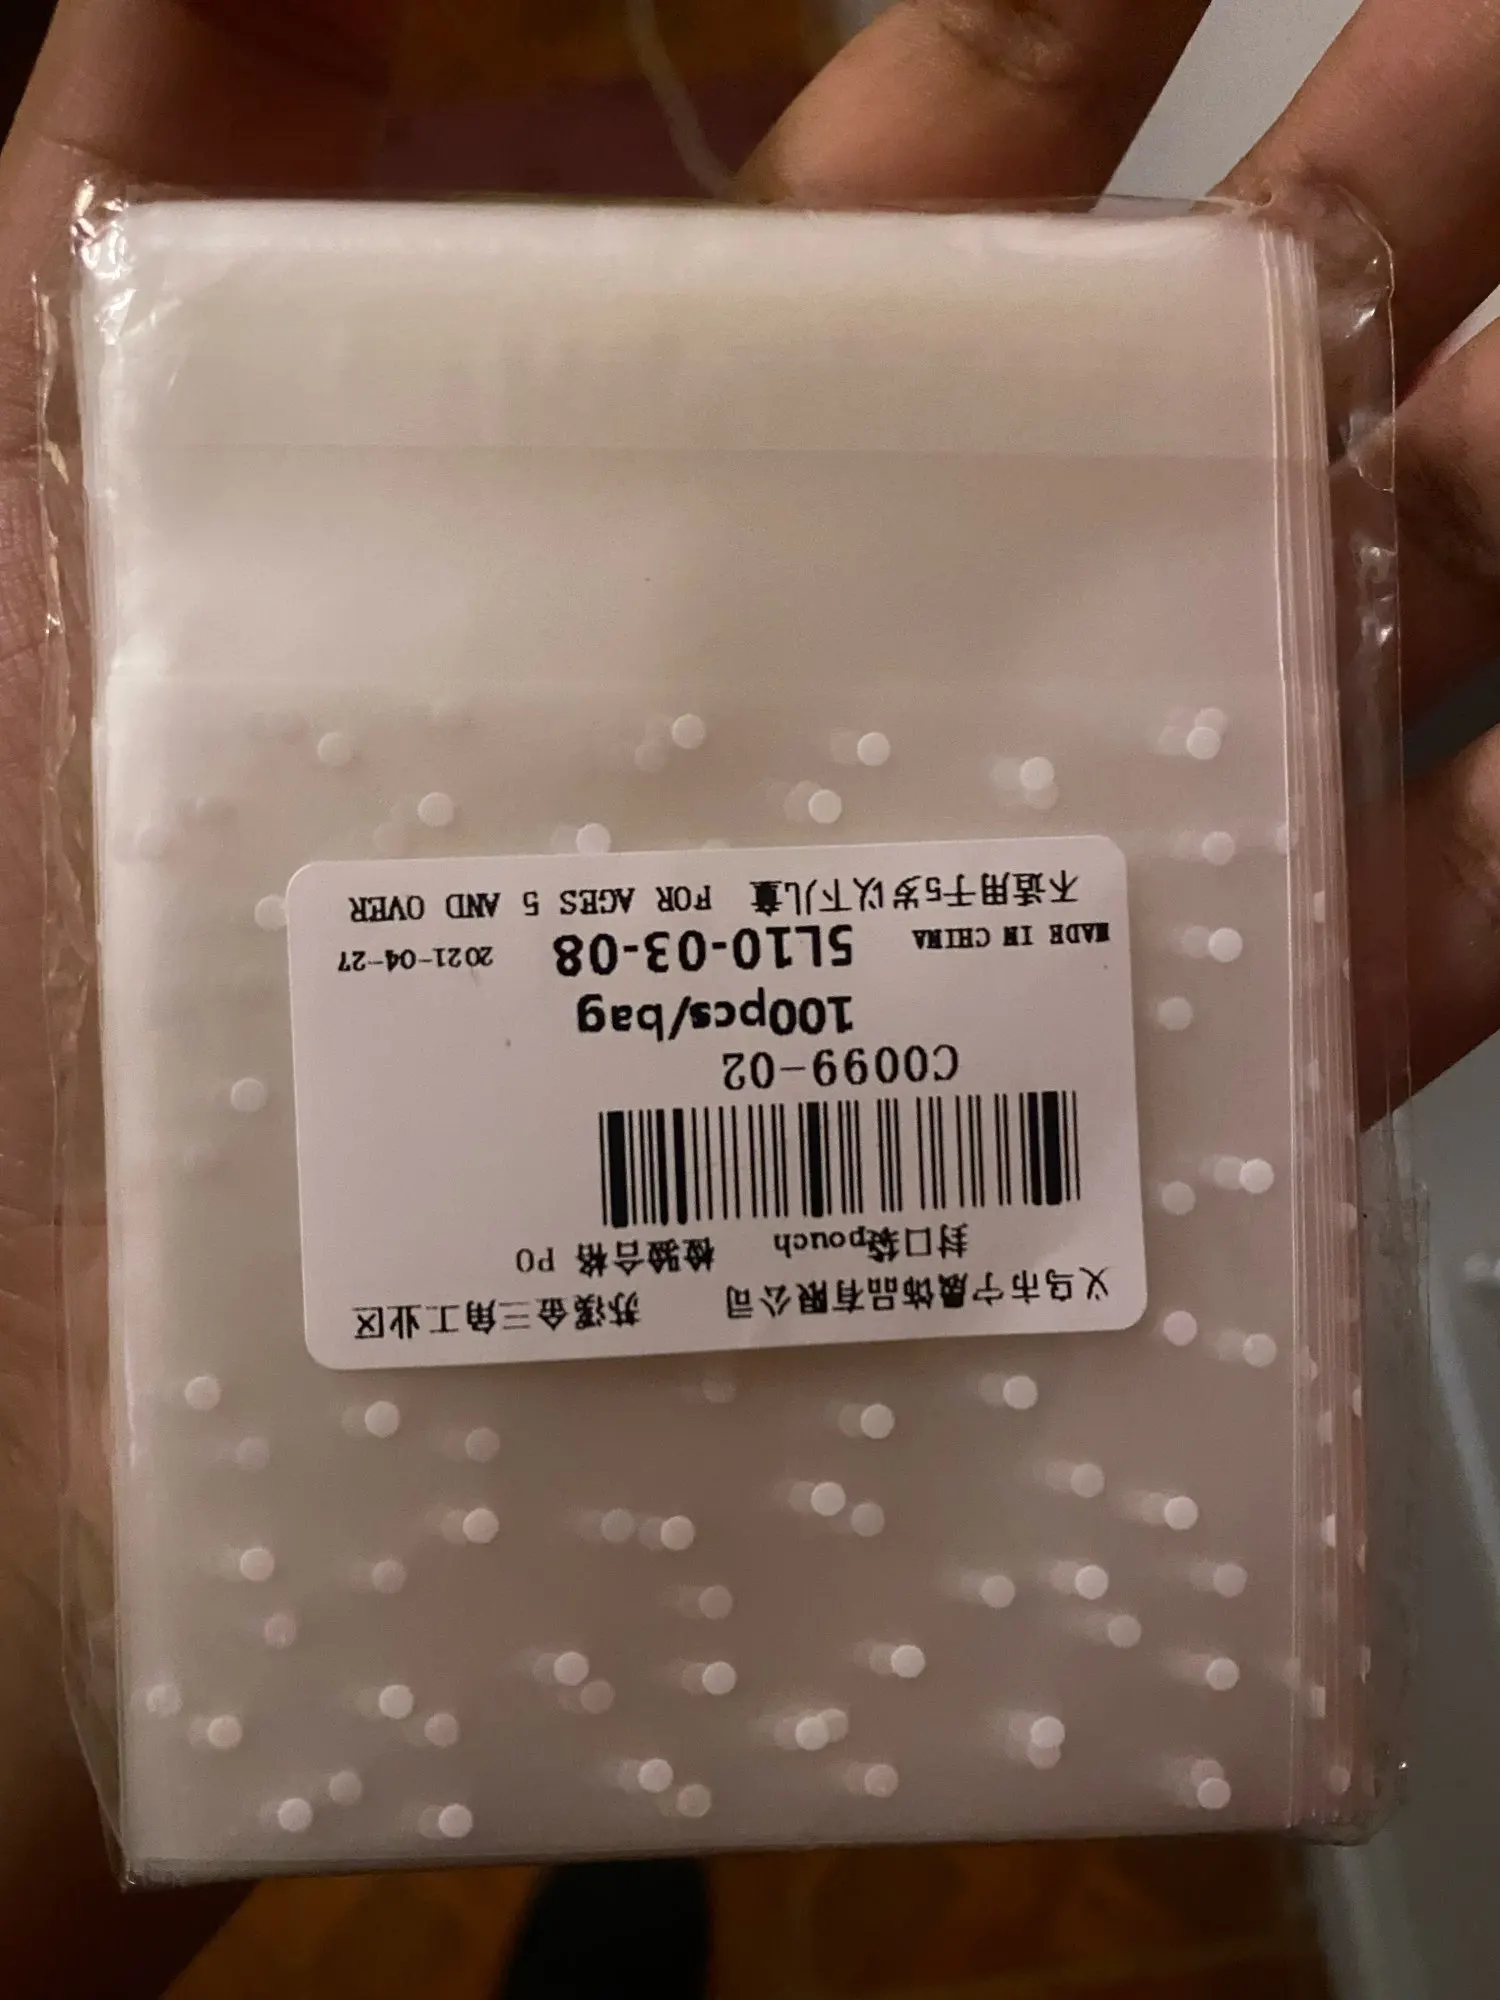 义乌市宁晟饰品有限公司 苏溪金三角工业区
封口袋pouch 检验合格 P0
C0099-02
100pcs/bag
MADE IN CHINA 5L10-03-08 2021-04-27
不适用于5岁以下儿童 FOR AGES 5 AND OVER